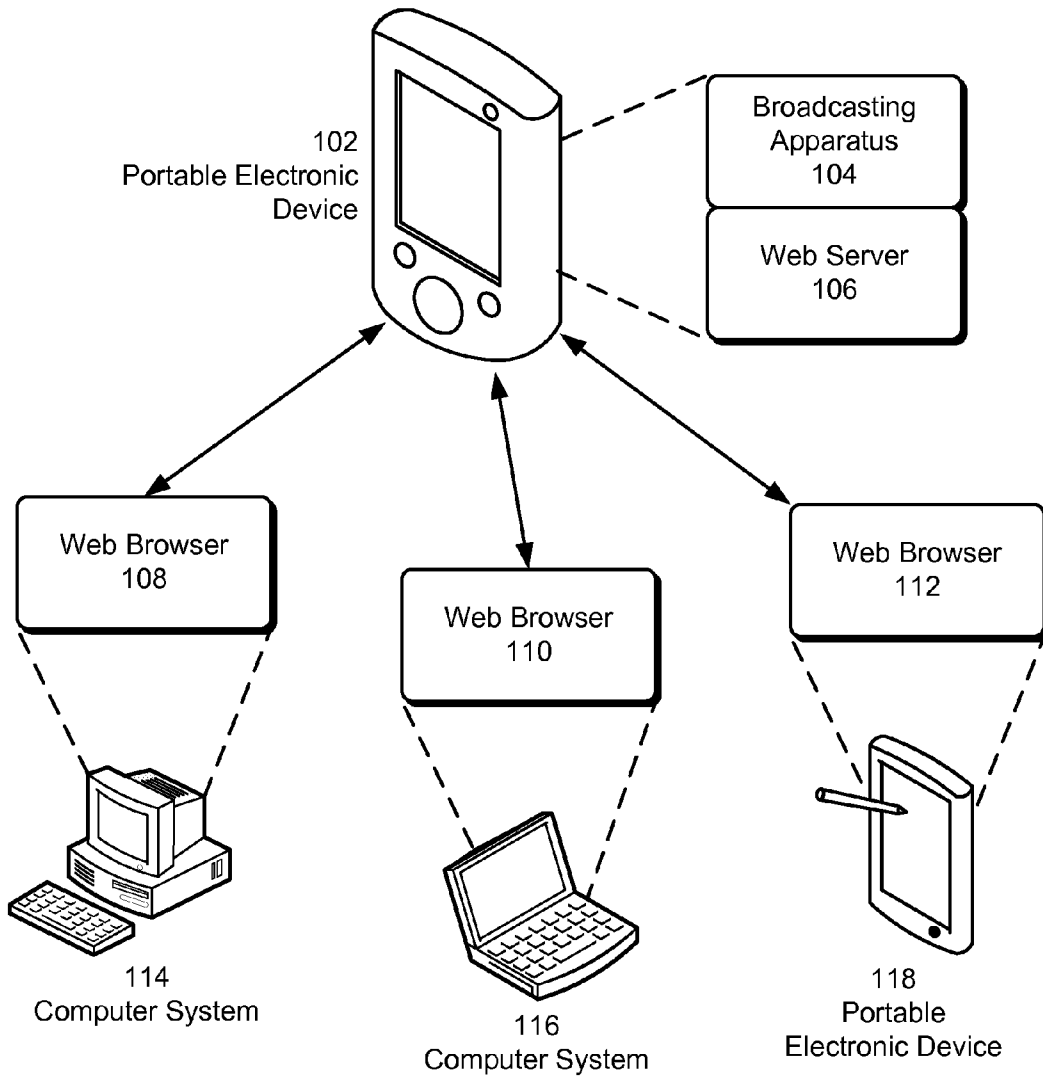 102
Portable Electronic
Device
Broadcasting
Apparatus
104
Web Server
106
Web Browser
108
Web Browser
110
Web Browser
112
114
Computer System
116
Computer System
118
Portable
Electronic Device